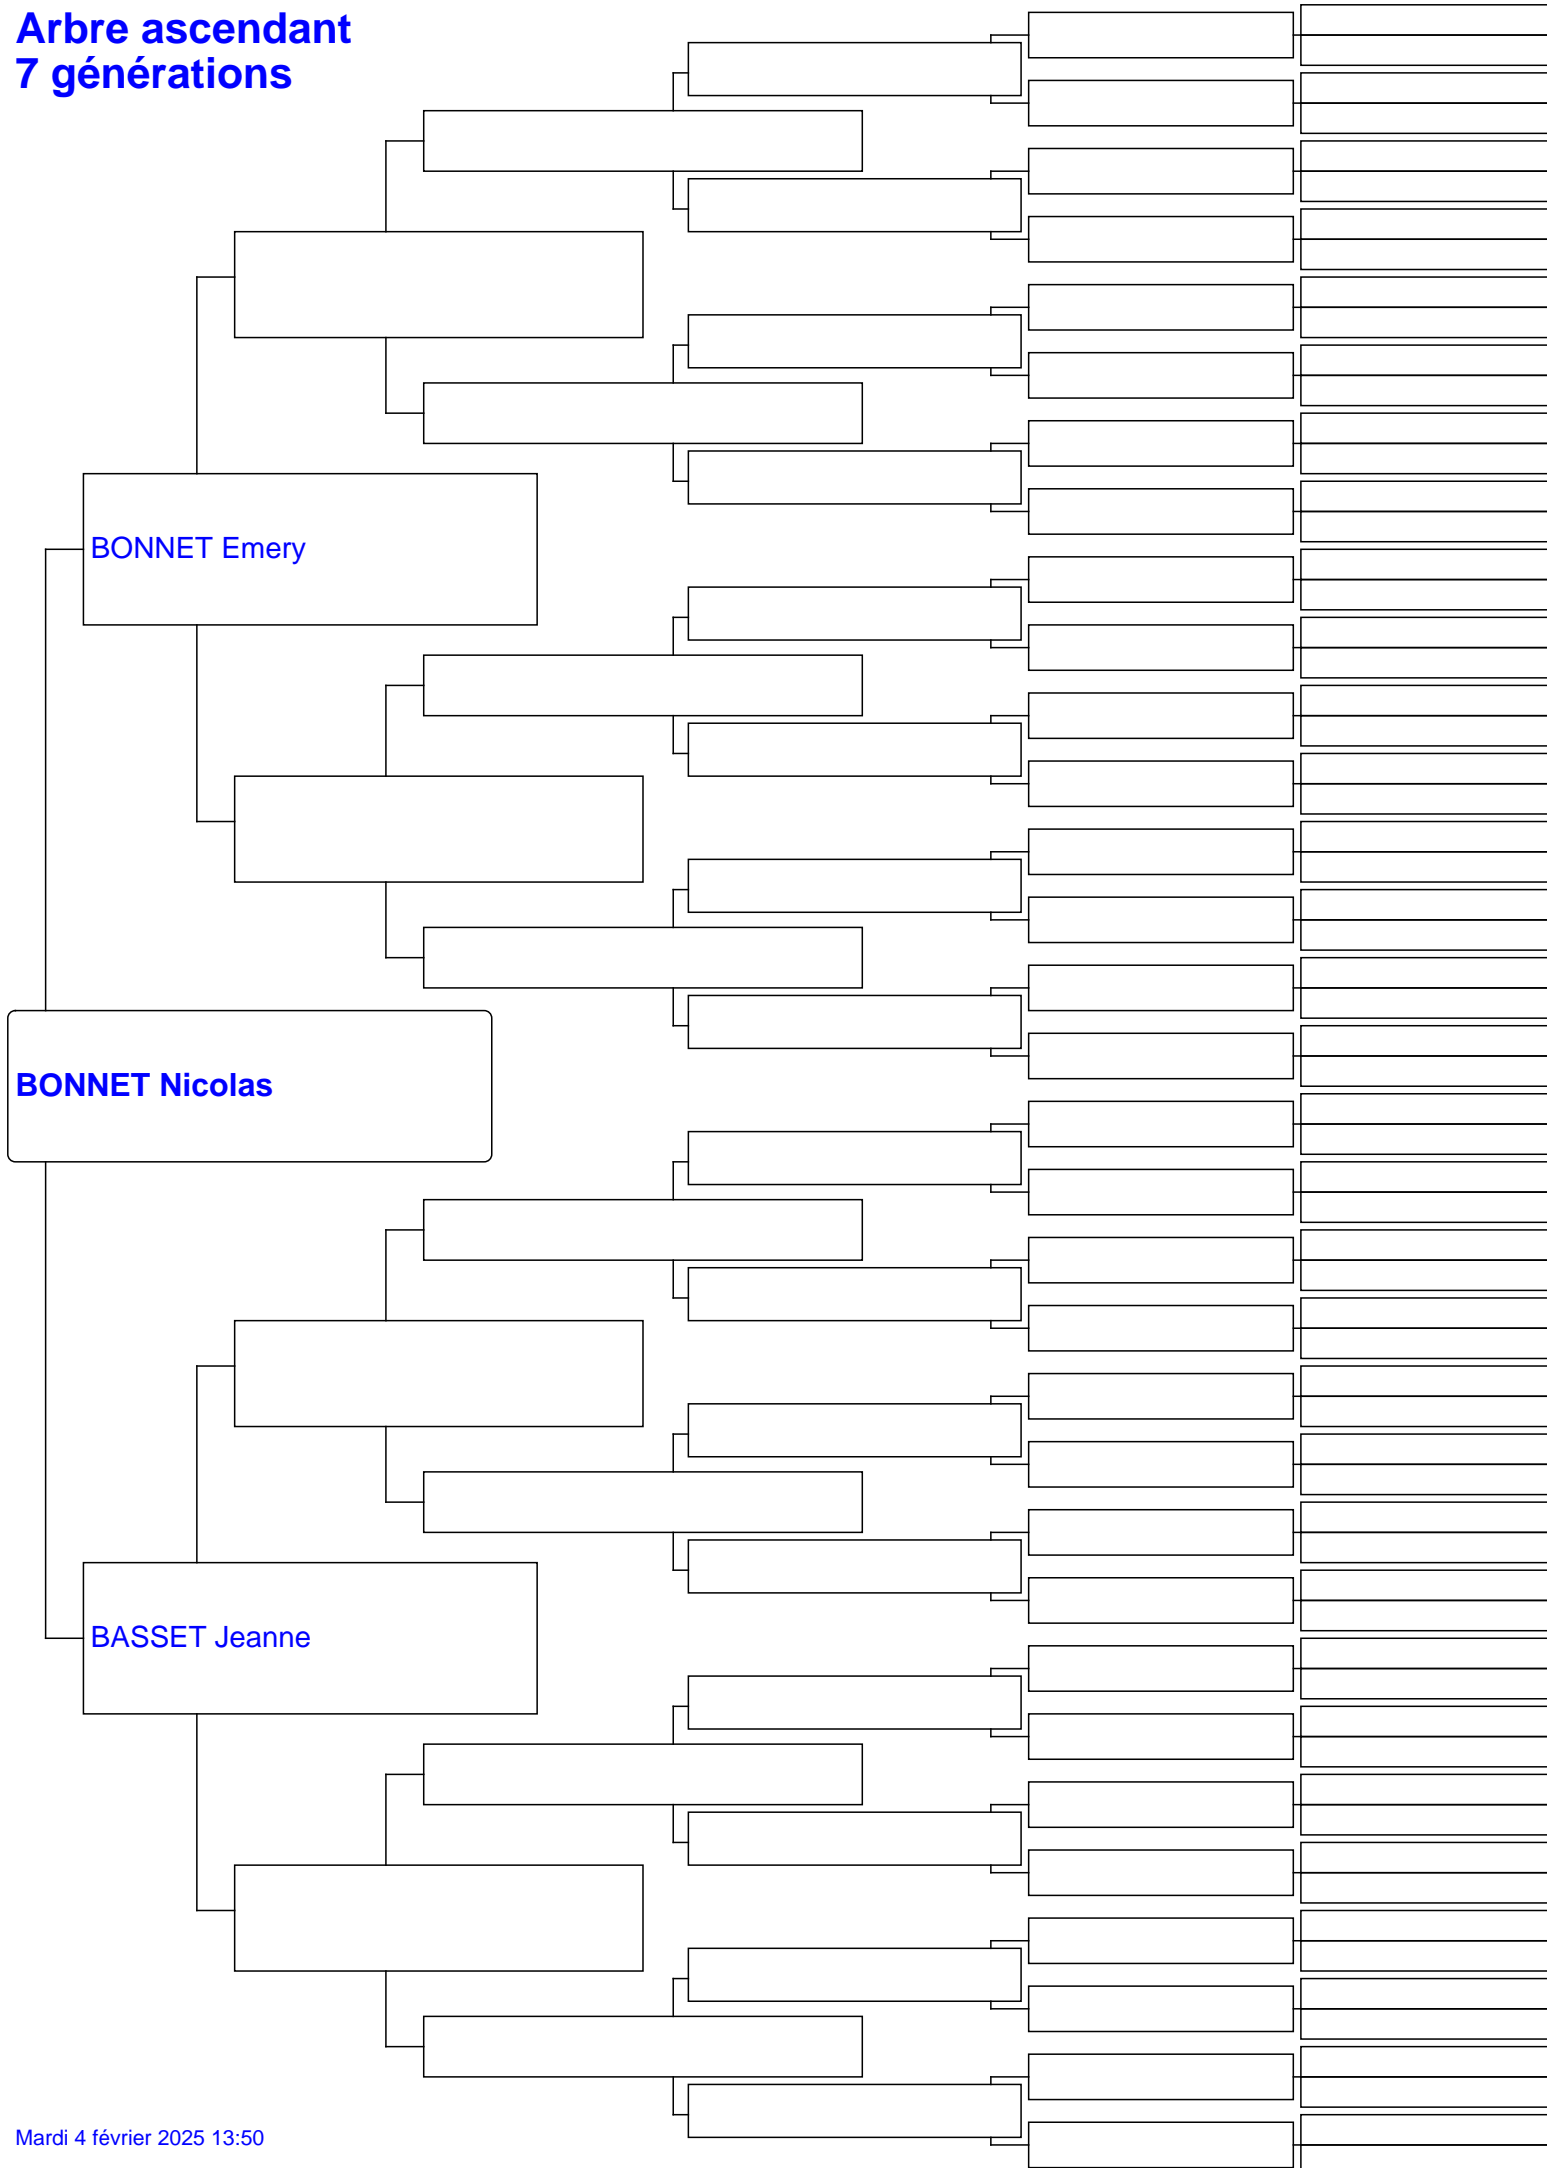 Arbre ascendant
7 générations
BONNET Emery
BONNET Nicolas
BASSET Jeanne
Mardi 4 février 2025 13:50